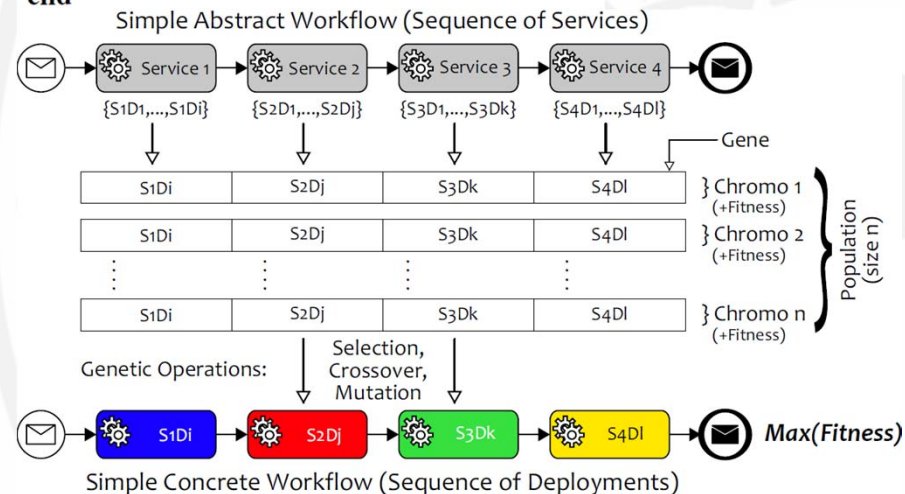 end
Simple Abstract Workflow (Sequence of Services)
Service 1 Service 2 Service 3 Service 4
{S1D1,...,S1Di} {S2D1,...,S2Dj} {S3D1,...,S3Dk} {S4D1,...,S4Dl}
Gene
S1Di S2Dj S3Dk S4Dl } Chromo 1
(+Fitness)
S1Di S2Dj S3Dk S4Dl } Chromo 2
(+Fitness)
Population
(size n)
S1Di S2Dj S3Dk S4Dl } Chromo n
(+Fitness)
Genetic Operations:
Selection,
Crossover,
Mutation
S1Di S2Dj S3Dk S4Dl Max(Fitness)
Simple Concrete Workflow (Sequence of Deployments)